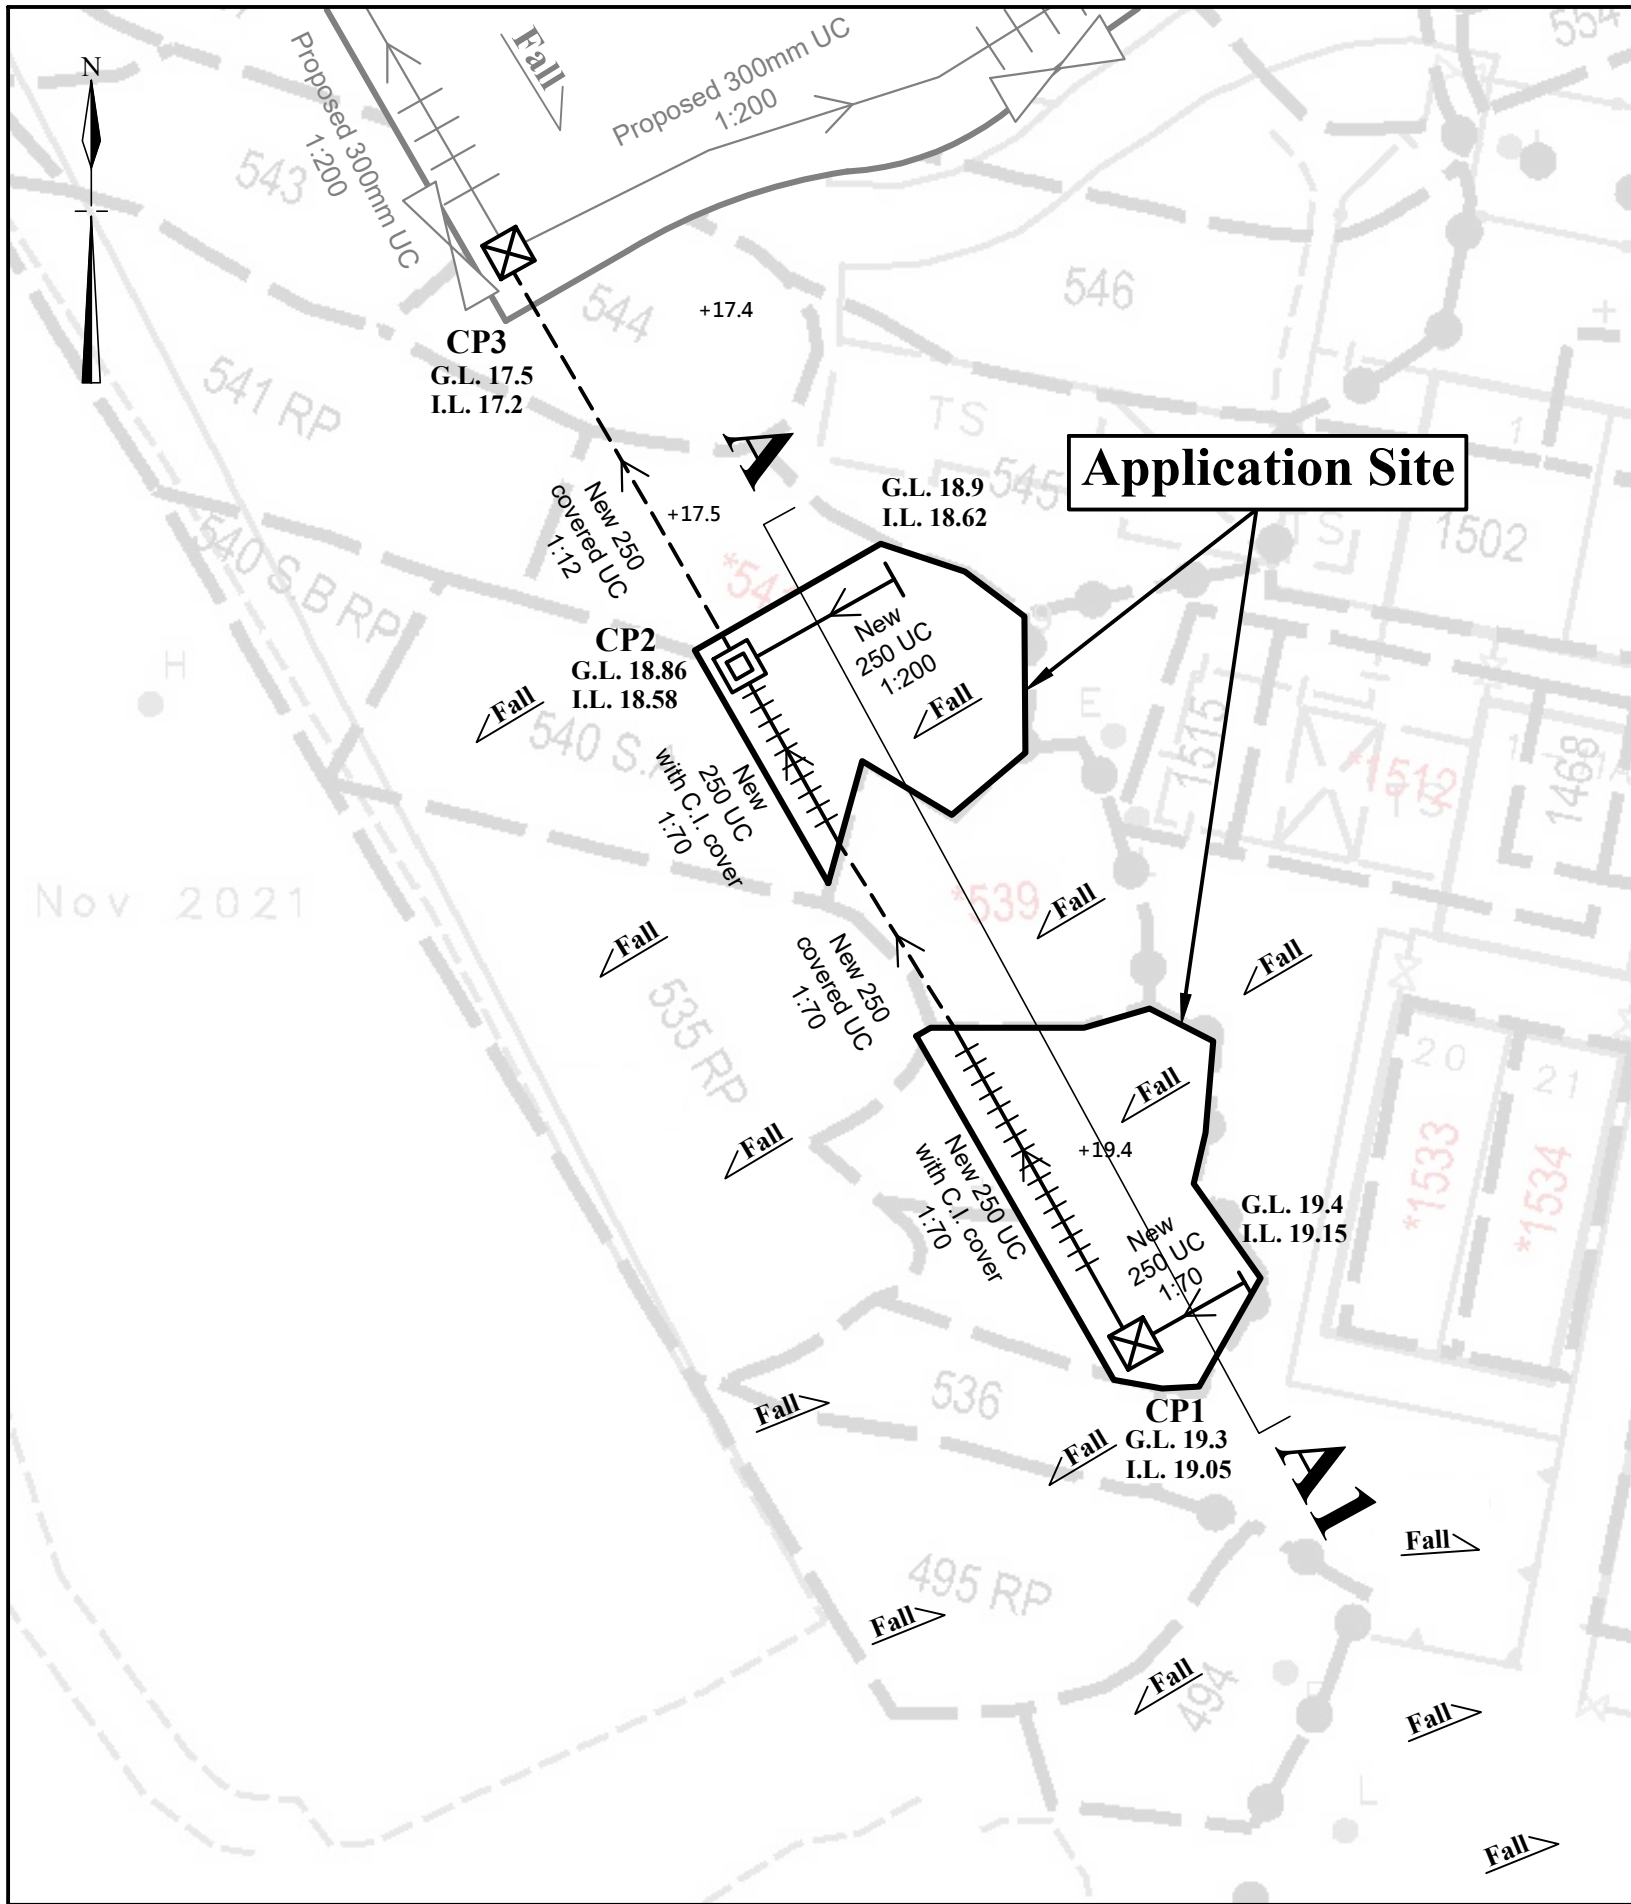 N
Fall
Proposed 300mm UC
1:200
Proposed 300mm UC
1:200
554
543
544
+17.4
546
CP3
G.L. 17.5
I.L. 17.2
541 RP
A
TS
1
Application Site
545
G.L. 18.9
I.L. 18.62
TS
1502
New 250
covered UC
1:12
+17.5
540 S.B RP
H
CP2
G.L. 18.86
I.L. 18.58
New
250 UC
1:200
Fall
Fall
E
540 S.
1515
*1512
1468
New
250 UC
with C.I. cover
1:70
Nov 2021
*539
Fall
Fall
Fall
New 250
covered UC
1:70
535 RP
20
21
Fall
Fall
+19.4
*1533
*1534
New 250 UC
with C.I. cover
1:70
G.L. 19.4
I.L. 19.15
New
250 UC
1:70
536
Fall
CP1
G.L. 19.3
I.L. 19.05
Fall
A1
Fall
495 RP
Fall
Fall
494
Fall
L
Fall